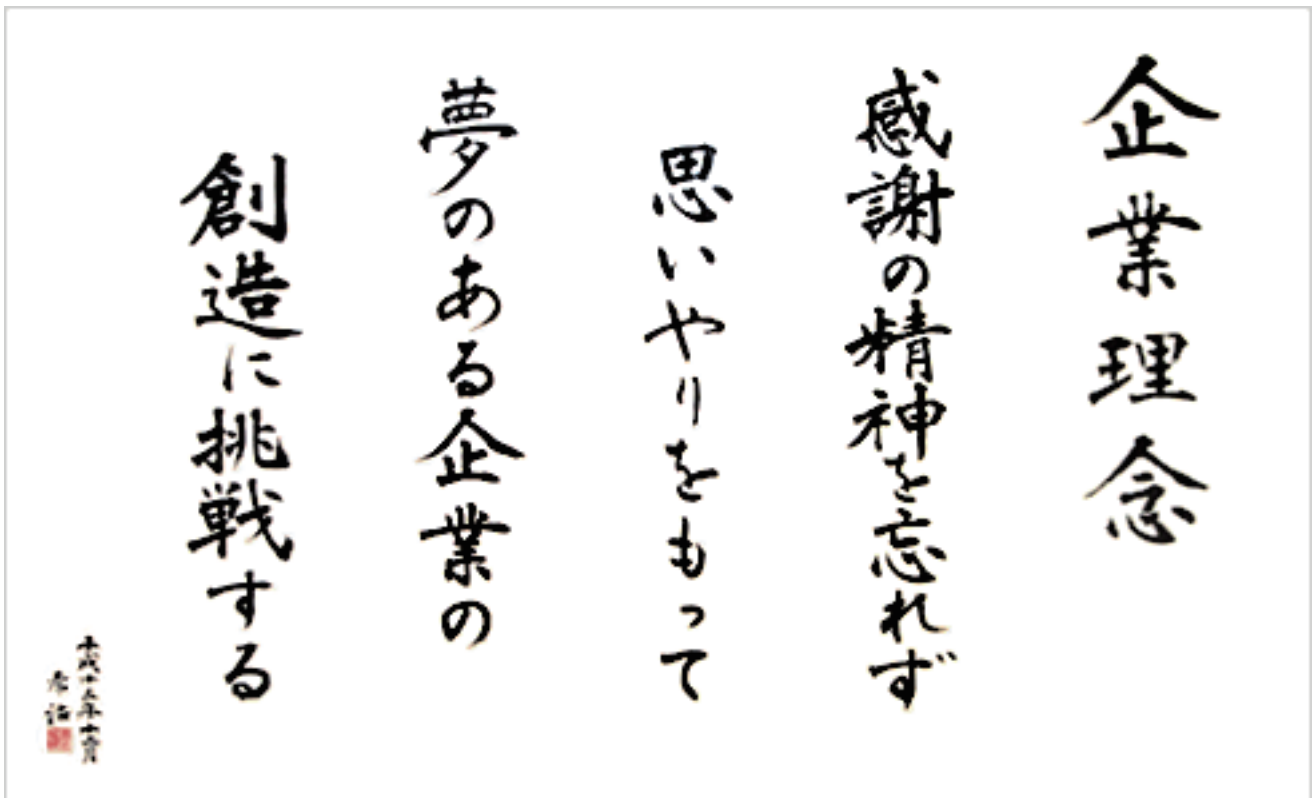 企業理念
感謝の精神を忘れず
思いやりをもって
夢のある企業の
創造に挑戦する